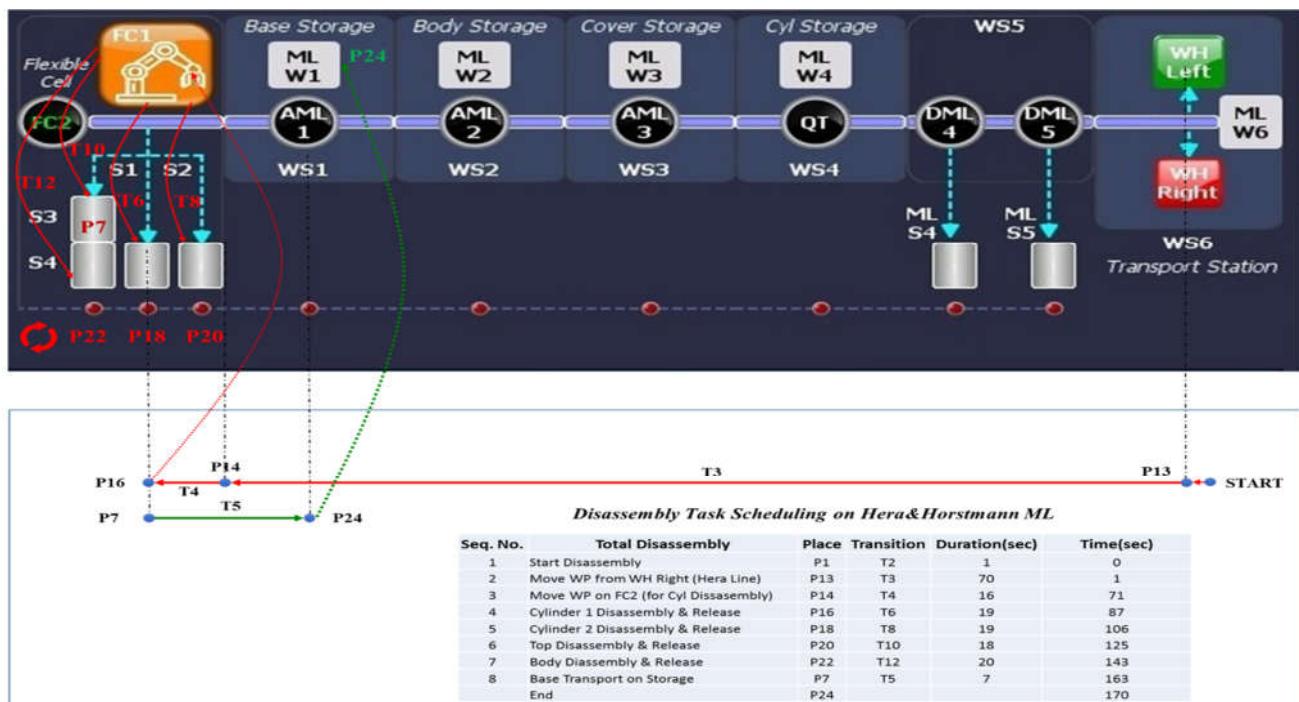 FC1
Flexible
Cell
FC2
Base Storage
ML
W1
P24
AML
1
WS1
Body Storage
ML
W2
AML
2
WS2
Cover Storage
ML
W3
AML
3
WS3
Cyl Storage
ML
W4
QT
WS4
WS5
DML
4
DML
5
ML
S4
ML
S5
WH
Left
ML
W6
WH
Right
WS6
Transport Station
T10
T12
S1
S2
T6
T8
S3
P7
S4
P22
P18
P20
P16
P14
T4
T3
P13
START
P7
T5
P24
Disassembly Task Scheduling on Hera&Horstmann ML
Seq. No. Total Disassembly Place Transition Duration(sec) Time(sec)
1 Start Disassembly P1 T2 1 0
2 Move WP from WH Right (Hera Line) P13 T3 70 1
3 Move WP on FC2 (for Cyl Dissasembly) P14 T4 16 71
4 Cylinder 1 Disassembly & Release P16 T6 19 87
5 Cylinder 2 Disassembly & Release P18 T8 19 106
6 Top Disassembly & Release P20 T10 18 125
7 Body Diassembly & Release P22 T12 20 143
8 Base Transport on Storage P7 T5 7 163
End P24 170